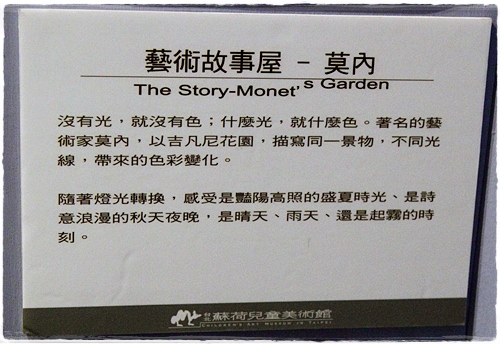 藝術故事屋 - 莫內
The Story-Monet's Garden
沒有光，就沒有色；什麼光，就什麼色。著名的藝
術家莫內，以吉凡尼花園，描寫同一景物，不同光
線，帶來的色彩變化。
隨著燈光轉換，感受是豔陽高照的盛夏時光、是詩
意浪漫的秋天夜晚，是晴天、雨天、還是起霧的時
刻。
台北 蘇荷兒童美術館
CHILDREN'S ART MUSEUM IN TAIPEI